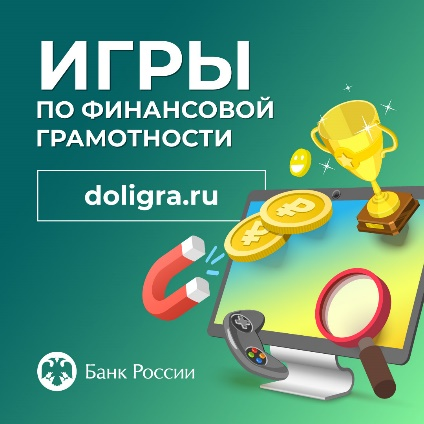 ИГРЫ
ПО ФИНАНСОВОЙ
ГРАМОТНОСТИ
doligra.ru
Банк России